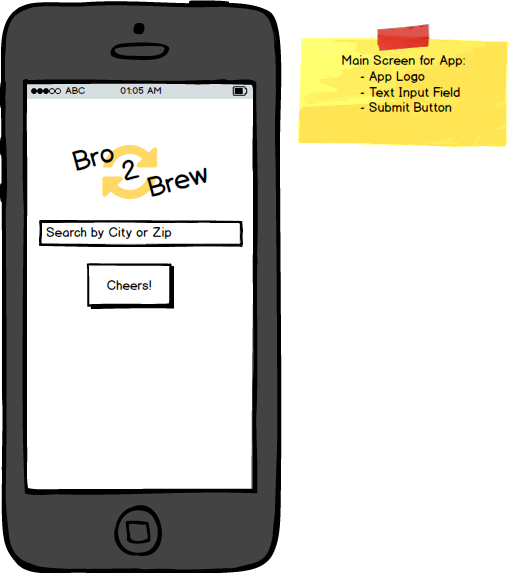 ABC 01:05 AM
Bro
2
Brew
Search by City or Zip
Cheers!
Main Screen for App:
- App Logo
- Text Input Field
- Submit Button